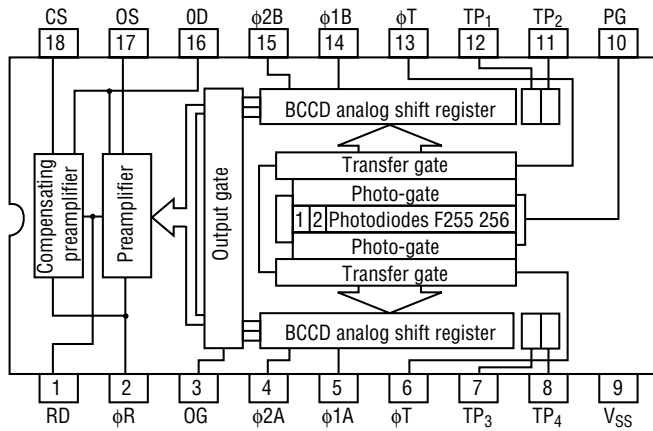 CS OS 0D ϕ2B ϕ1B ϕT TP1 TP2 PG
18 17 16 15 14 13 12 11 10
BCCD analog shift register
Transfer gate
Photo-gate
1 2 Photodiodes F255 256
Photo-gate
Transfer gate
BCCD analog shift register
Compensating
preamplifier
Preamplifier
Output gate
1 2 3 4 5 6 7 8 9
RD ϕR OG ϕ2A ϕ1A ϕT TP3 TP4 VSS